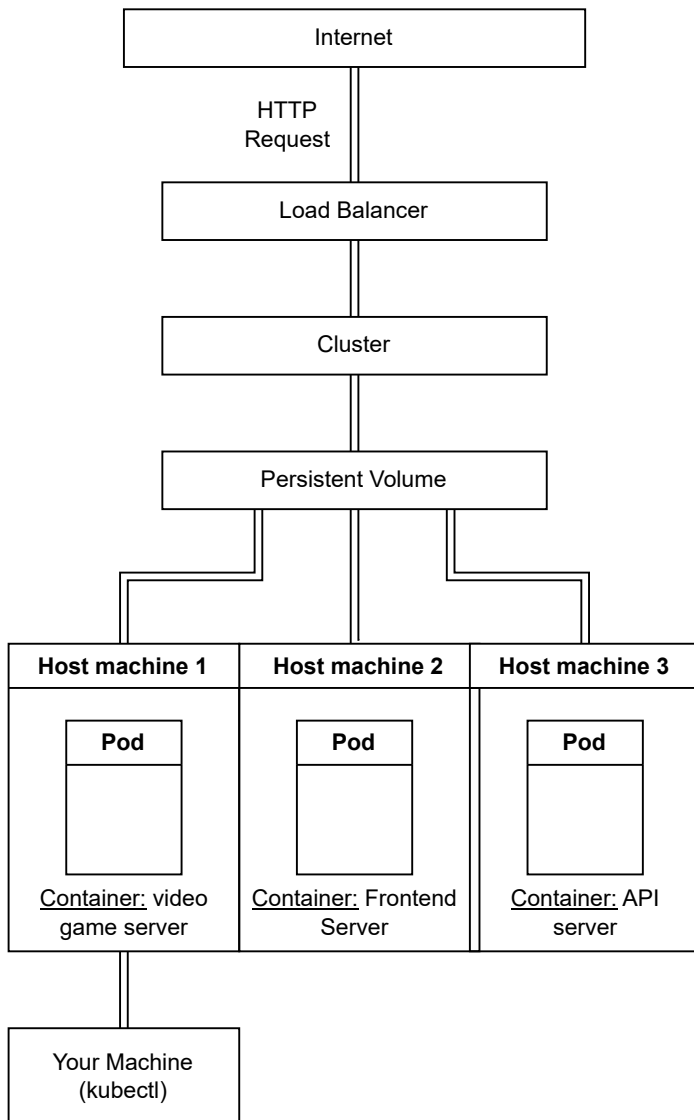 Internet
HTTP
Request
Load Balancer
Cluster
Persistent Volume
Host machine 1
Host machine 2
Host machine 3
Pod
Pod
Pod
Container: video
game server
Container: Frontend
Server
Container: API
server
Your Machine
(kubectl)